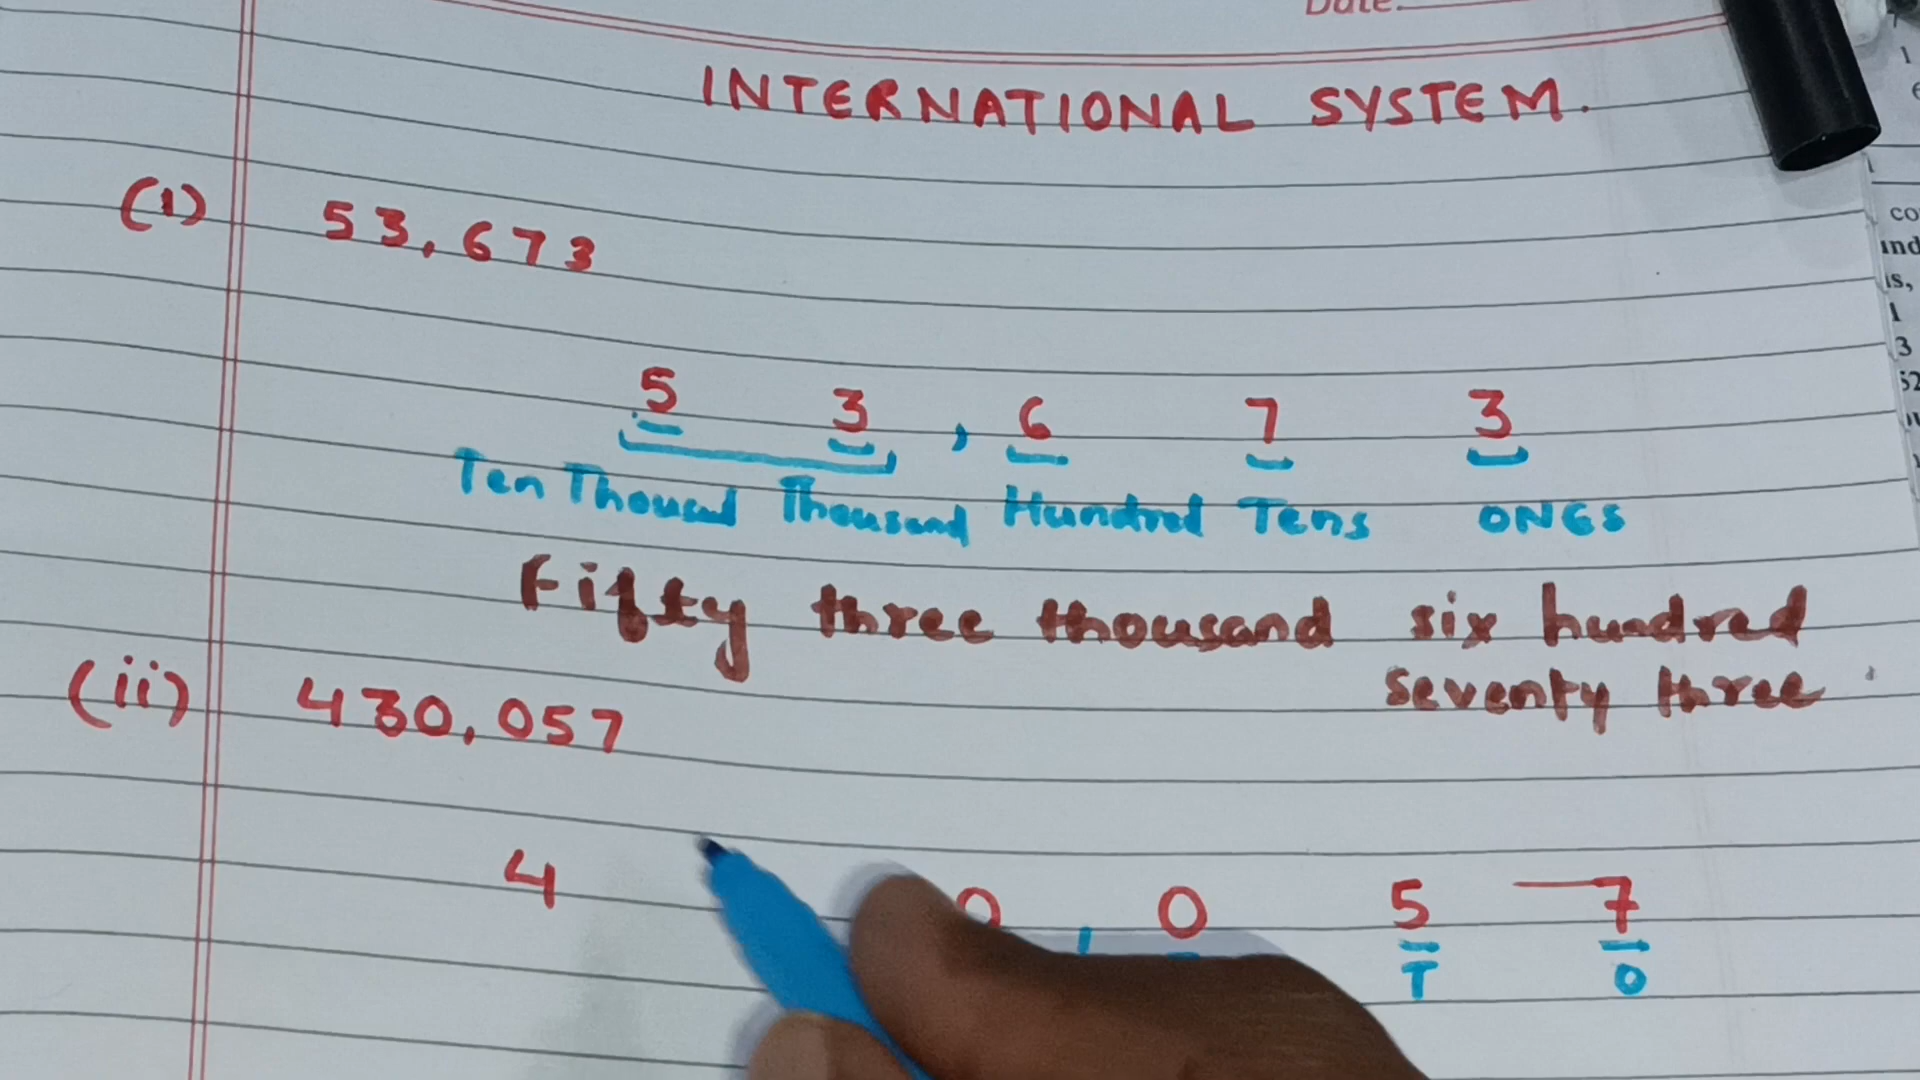 Date.
INTERNATIONAL SYSTEM.
(i) 53,673
5 3 , 6 7 3
Ten Thousand Thousand Hundred Tens ONES
Fifty three thousand six hundred
seventy three
(ii) 430,057
4 0 , 0 5 7
T O